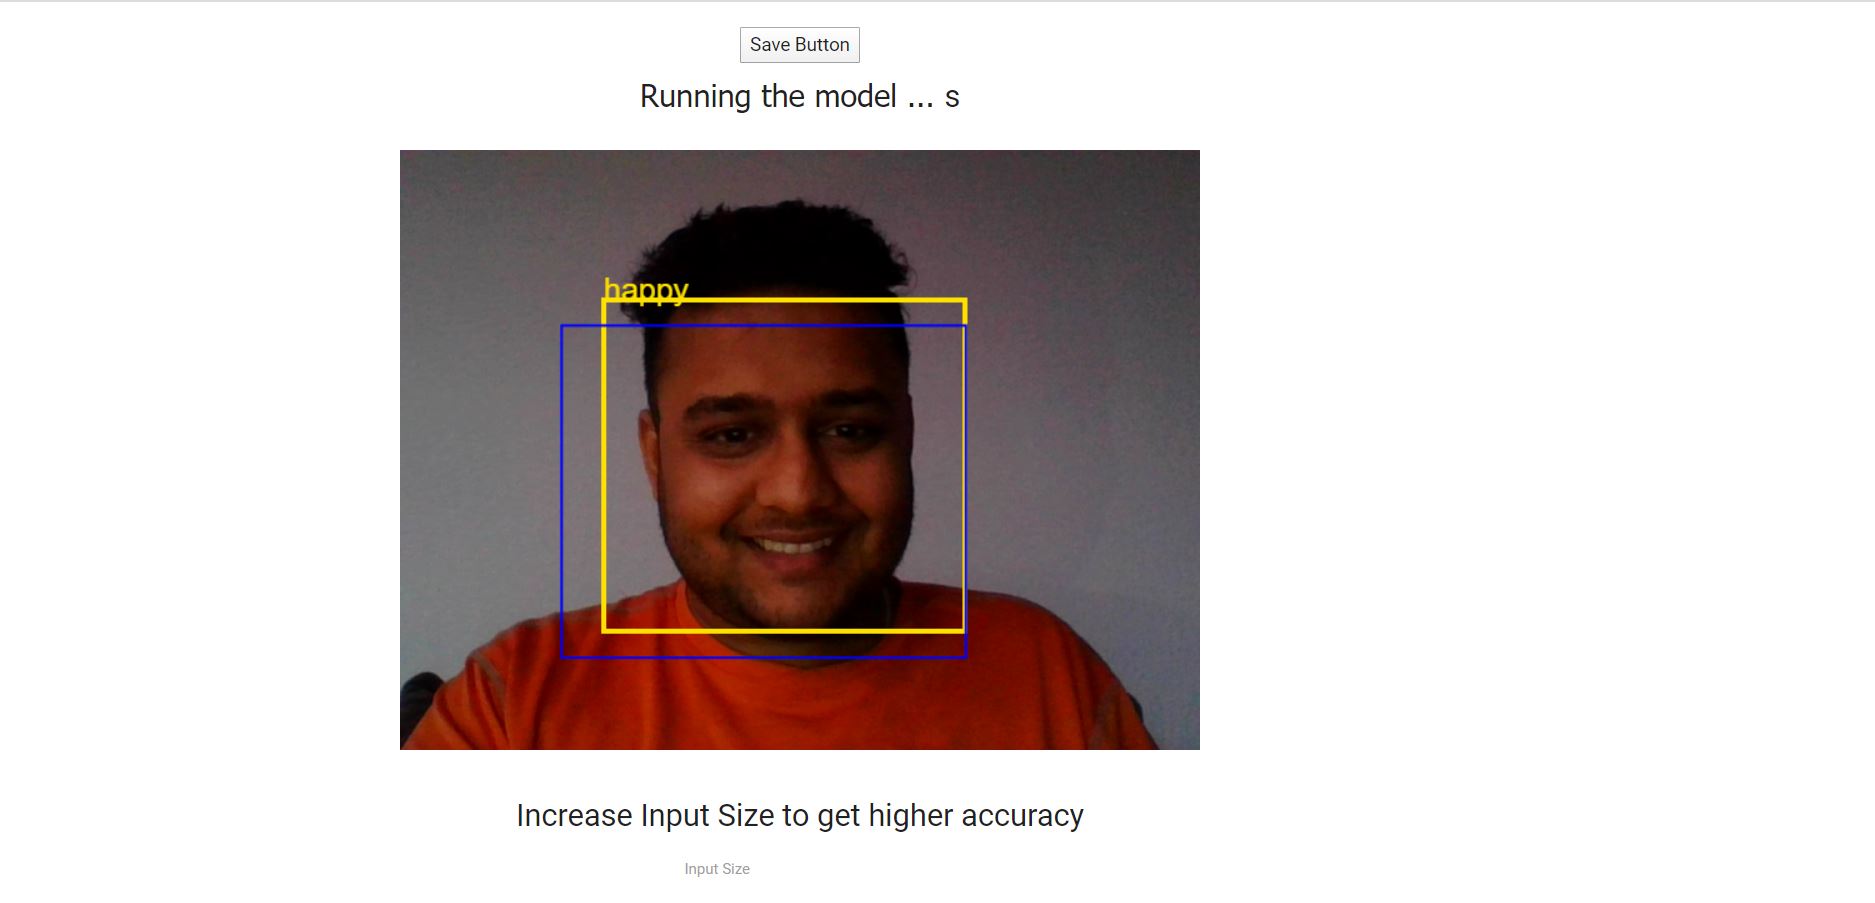 Save Button
Running the model ... s
happy
Increase Input Size to get higher accuracy
Input Size